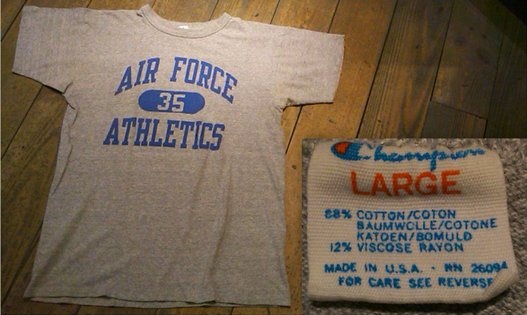 AIR FORCE
35
ATHLETICS
Champion
LARGE
88% COTTON/COTON
BAUMWOLLE/COTONE
KATOEN/BOMULD
12% VISCOSE RAYON
MADE IN U.S.A. - RN 26094
FOR CARE SEE REVERSE